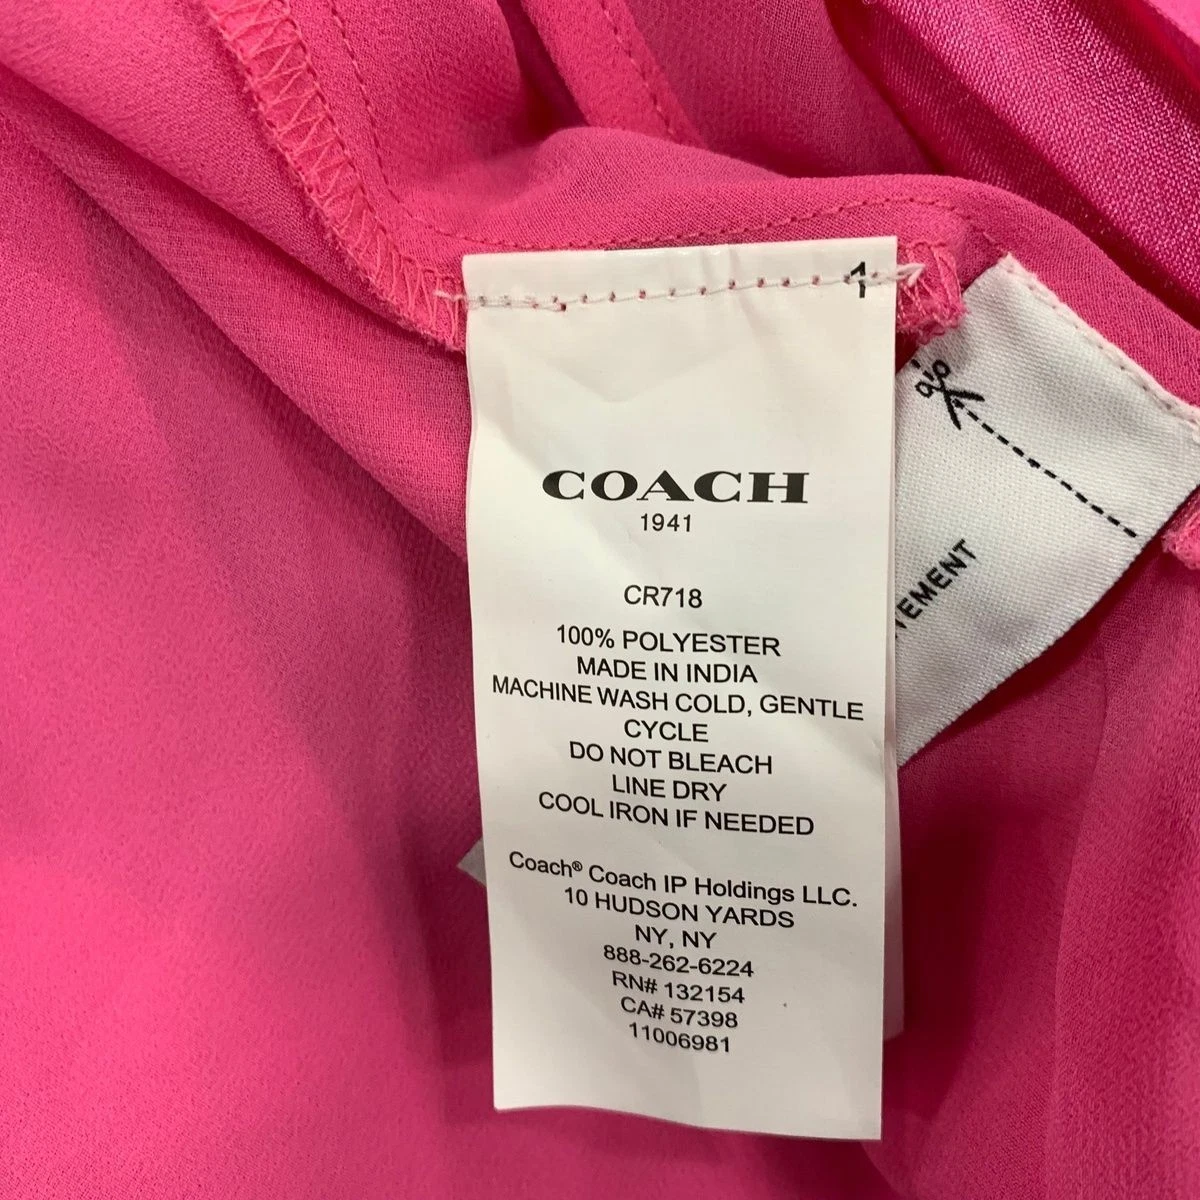 1
COACH
1941
CR718
100% POLYESTER
MADE IN INDIA
MACHINE WASH COLD, GENTLE
CYCLE
DO NOT BLEACH
LINE DRY
COOL IRON IF NEEDED
Coach® Coach IP Holdings LLC.
10 HUDSON YARDS
NY, NY
888-262-6224
RN# 132154
CA# 57398
11006981